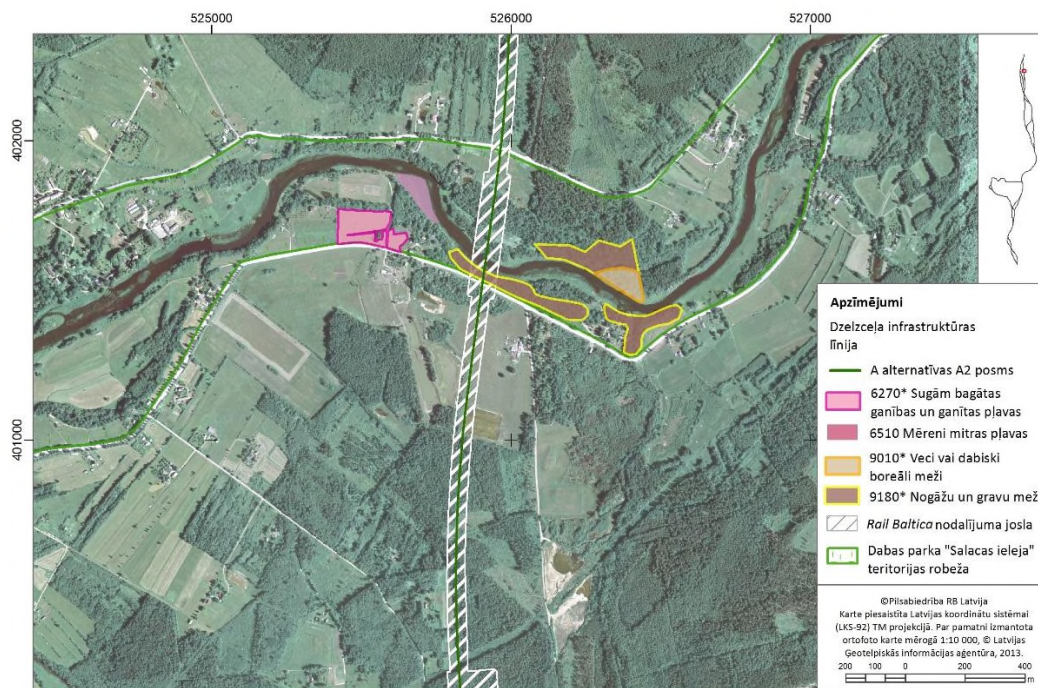 525000
526000
527000
402000
401000
Apzīmējumi
Dzelzceļa infrastruktūras
līnija
A alternatīvas A2 posms
6270* Sugām bagātas
ganības un ganītas pļavas
6510 Mēreni mitras pļavas
9010* Veci vai dabiski
boreāli meži
9180* Nogāžu un gravu mež
Rail Baltica nodalījuma josla
Dabas parka "Salacas ieleja"
teritorijas robeža
©Pilsabiedrība RB Latvija
Karte piesaistīta Latvijas koordinātu sistēmai
(LKS-92) TM projekcijā. Par pamatni izmantota
ortofoto karte mērogā 1:10 000, © Latvijas
Ģeotelpiskās informācijas aģentūra, 2013.
200 100 0 200 400
m